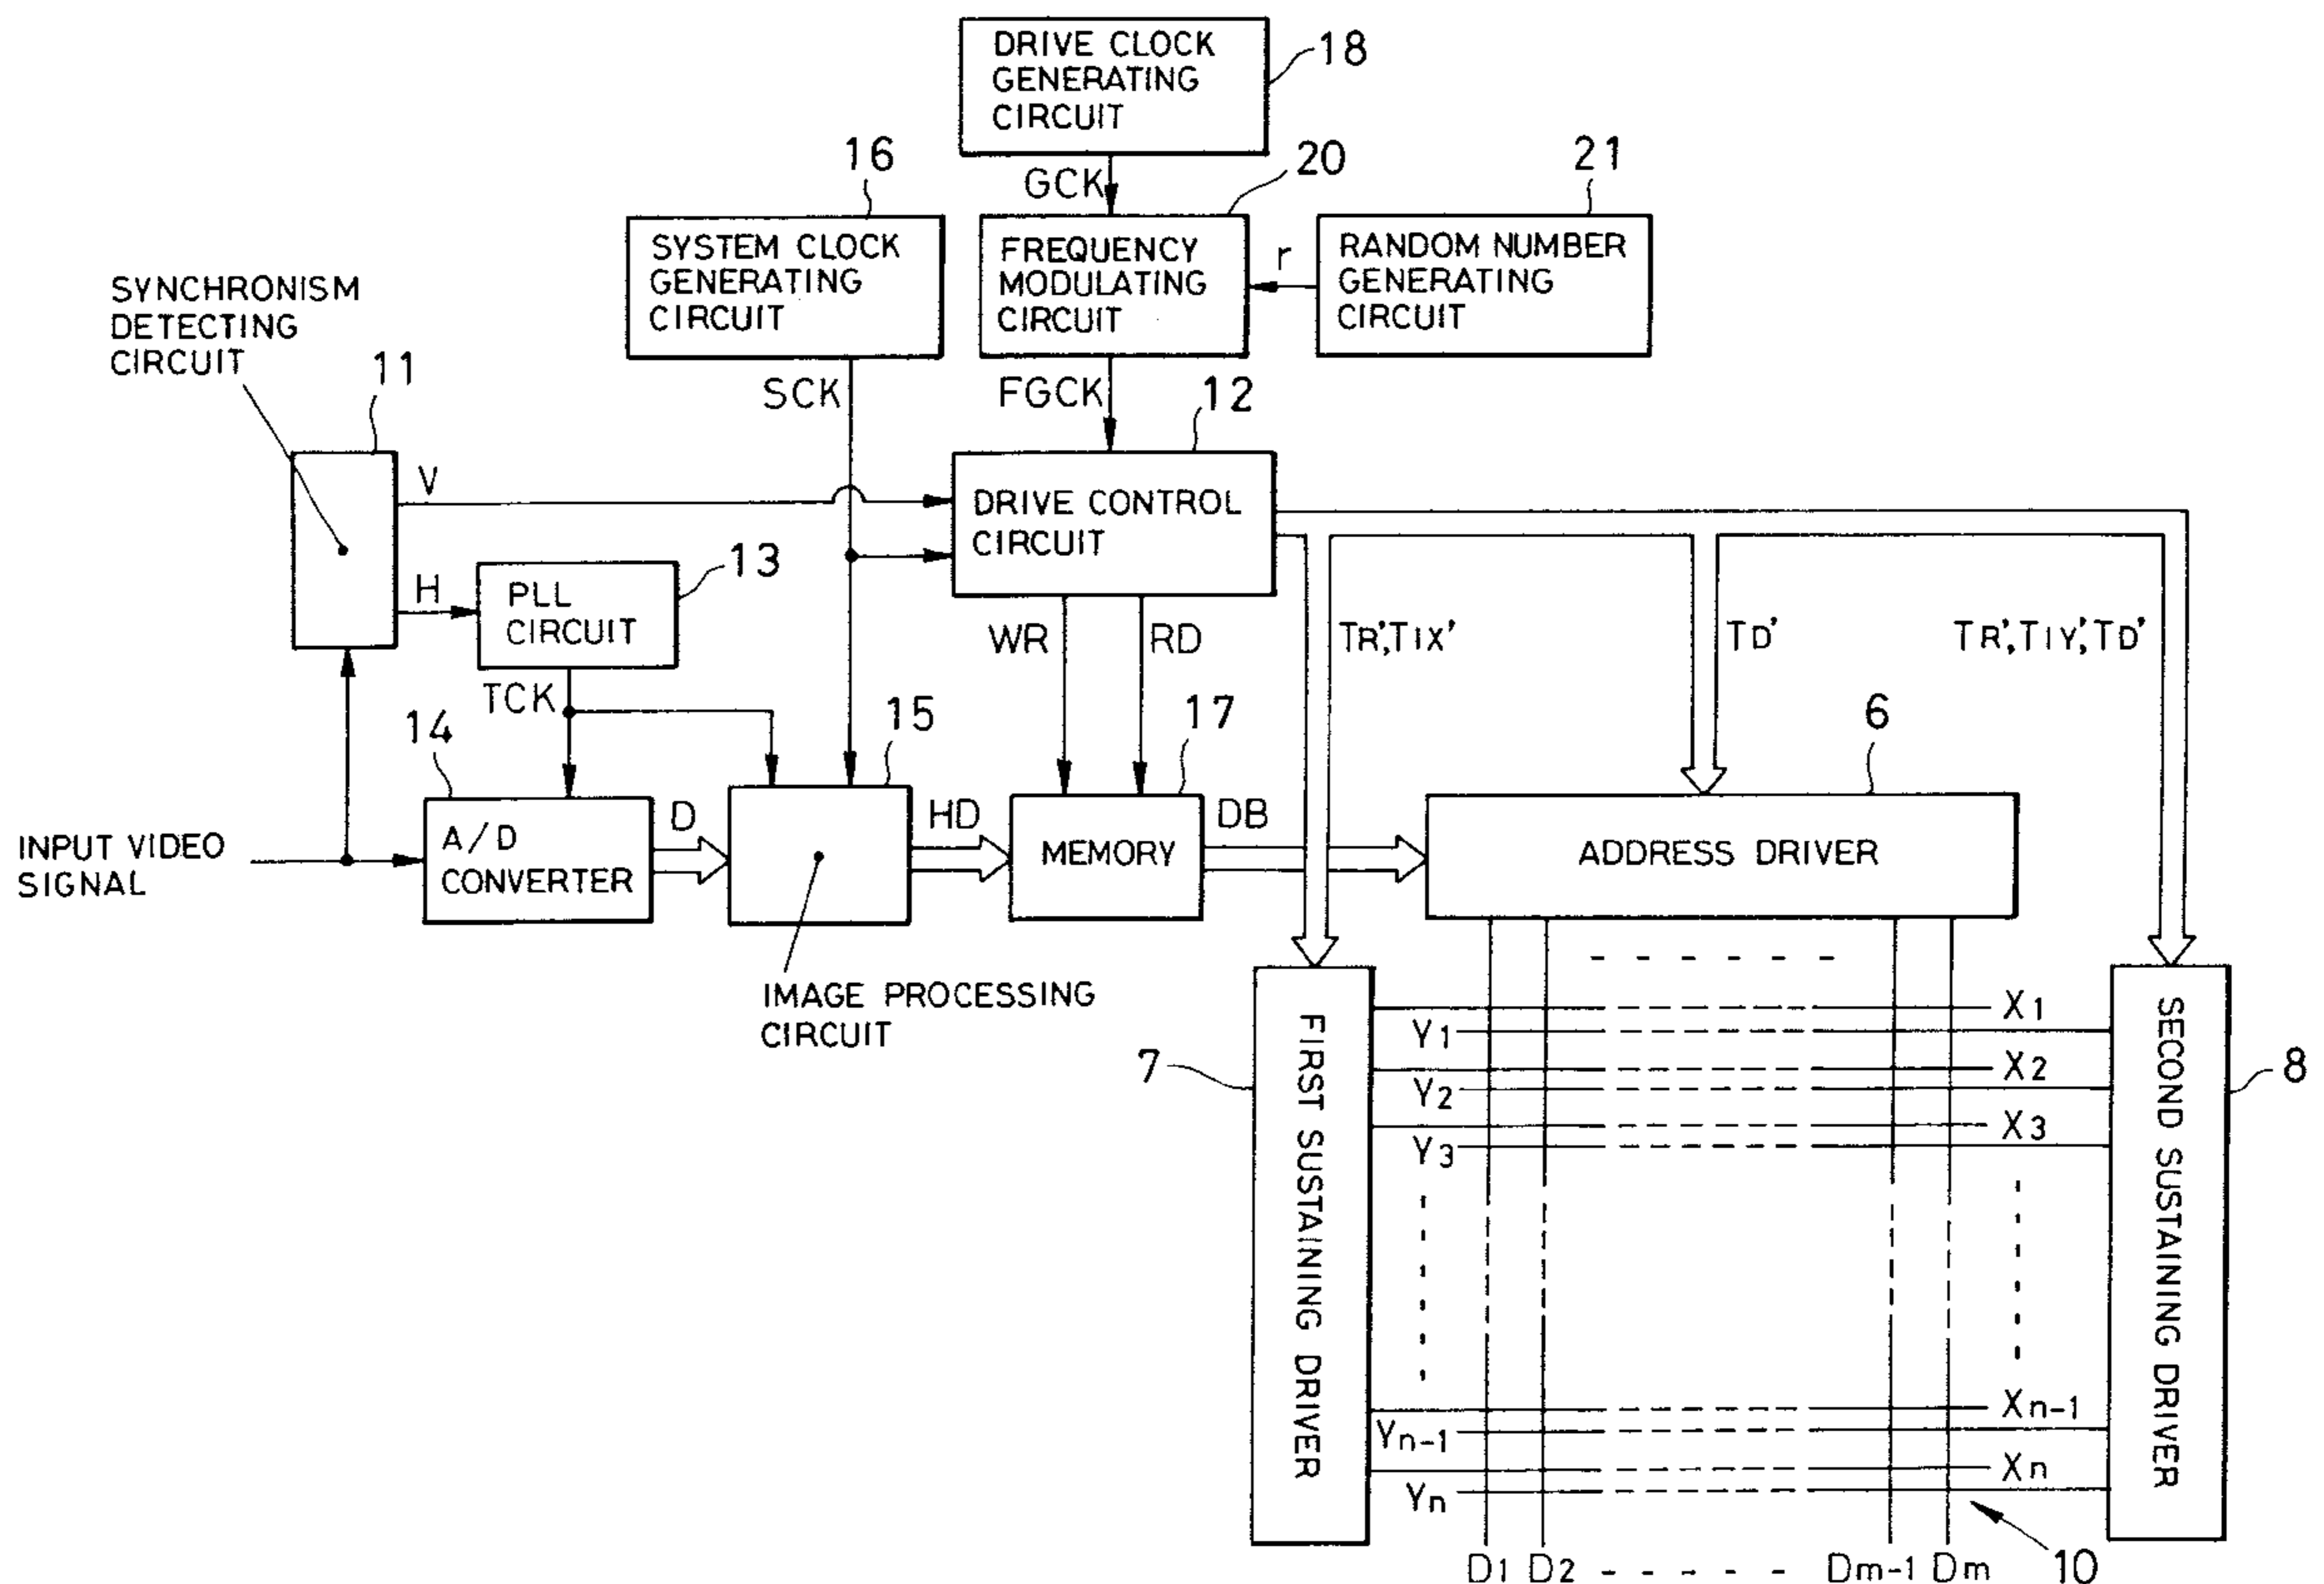 DRIVE CLOCK
GENERATING
CIRCUIT
18
GCK
16
20
21
SYSTEM CLOCK
GENERATING
CIRCUIT
FREQUENCY
MODULATING
CIRCUIT
r
RANDOM NUMBER
GENERATING
CIRCUIT
SYNCHRONISM
DETECTING
CIRCUIT
11
SCK
FGCK
12
V
DRIVE CONTROL
CIRCUIT
H
PLL
CIRCUIT
13
WR
RD
TR',TIX'
TD'
TR',TIY',TD'
TCK
14
15
17
6
INPUT VIDEO
SIGNAL
A/D
CONVERTER
D
HD
MEMORY
DB
ADDRESS DRIVER
IMAGE PROCESSING
CIRCUIT
7
FIRST SUSTAINING DRIVER
X1
Y1
X2
Y2
X3
Y3
Xn-1
Yn-1
Xn
Yn
SECOND SUSTAINING DRIVER
8
D1 D2 - - - - - Dm-1 Dm
10